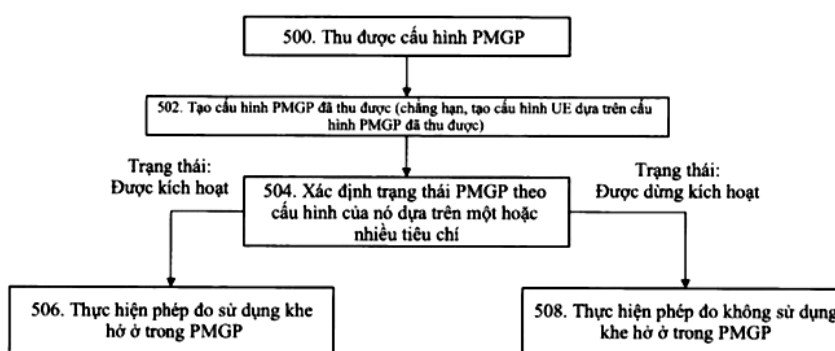 500. Thu được cấu hình PMGP
502. Tạo cấu hình PMGP đã thu được (chẳng hạn, tạo cấu hình UE dựa trên cấu
hình PMGP đã thu được)
Trạng thái:
Được kích hoạt
504. Xác định trạng thái PMGP theo
cấu hình của nó dựa trên một hoặc
nhiều tiêu chí
Trạng thái:
Được dừng kích hoạt
506. Thực hiện phép đo sử dụng khe
hở ở trong PMGP
508. Thực hiện phép đo không sử dụng
khe hở ở trong PMGP